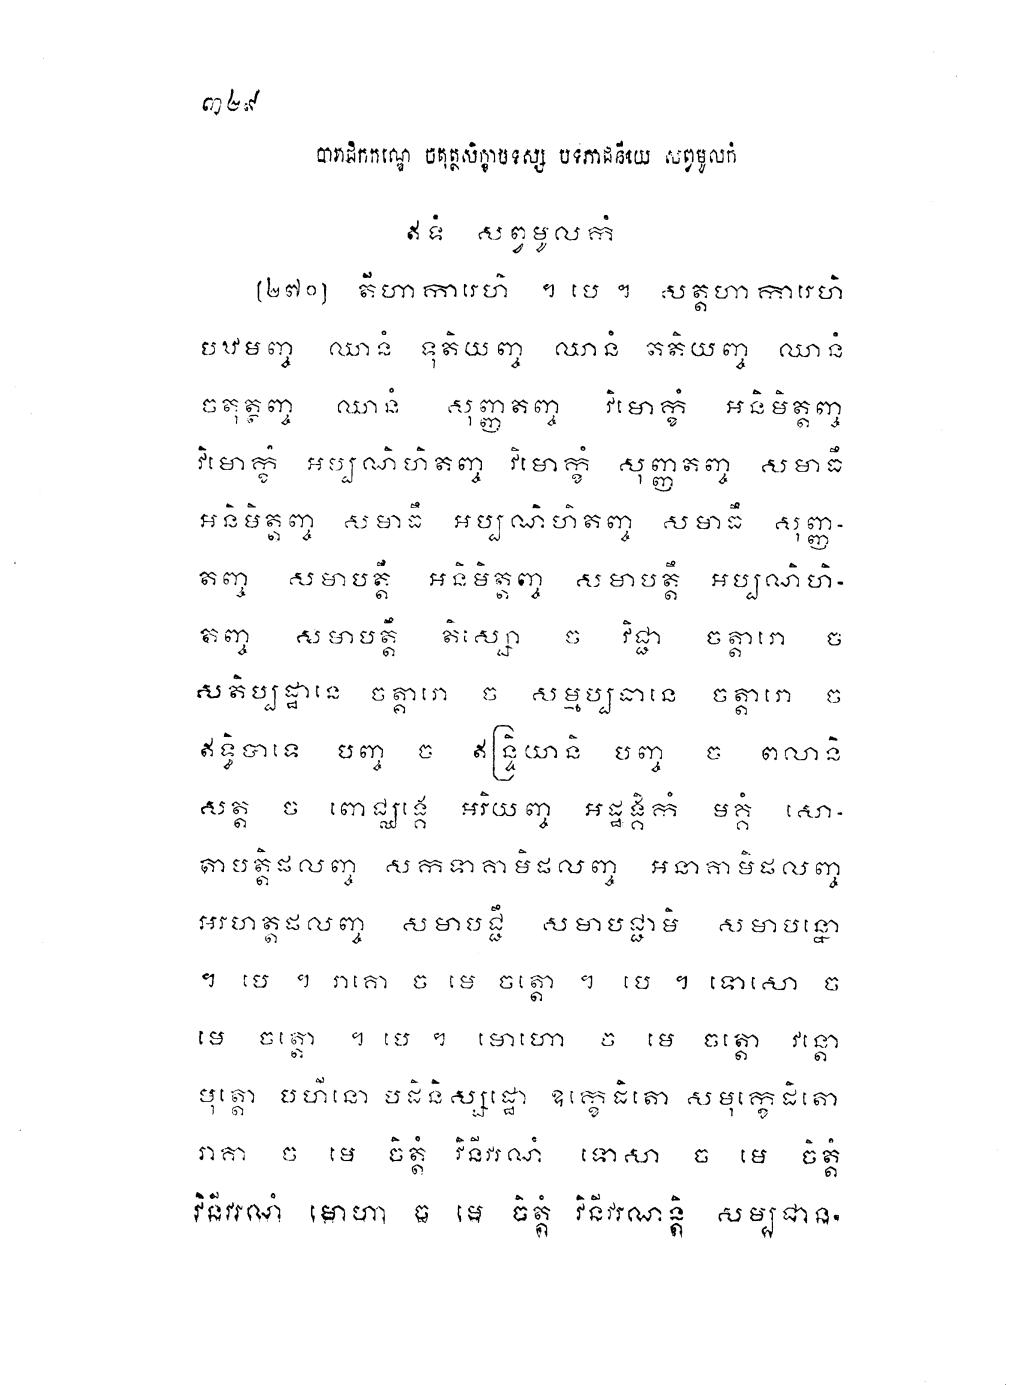 ៣២៩
បារាជិកកណ្ឌេ ចតុត្ថសិក្ខាបទស្ស បទភាជនីយេ សព្វមូលកំ
ឥទំ សព្វមូលកំ
(២៧០) តីហាការេហិ ។ បេ ។ សត្តហាការេហិ
បឋមញ្ច ឈានំ ទុតិយញ្ច ឈានំ តតិយញ្ច ឈានំ
ចតុត្ថញ្ច ឈានំ សុញ្ញតញ្ច វិមោក្ខំ អនិមិត្តញ្ច
វិមោក្ខំ អប្បណិហិតញ្ច វិមោក្ខំ សុញ្ញតញ្ច សមាធឹ
អនិមិត្តញ្ច សមាធឹ អប្បណិហិតញ្ច សមាធឹ សុញ្ញ-
តញ្ច សមាបត្តឹ អនិមិត្តញ្ច សមាបត្តឹ អប្បណិហិ-
តញ្ច សមាបត្តឹ តិស្សោ ច វិជ្ជា ចត្តារោ ច
សតិប្បដ្ឋានេ ចត្តារោ ច សម្មប្បធានេ ចត្តារោ ច
ឥទ្ធិបាទេ បញ្ច ច ឥន្ទ្រិយានិ បញ្ច ច ពលានិ
សត្ត ច ពោជ្ឈង្គេ អរិយញ្ច អដ្ឋង្គិកំ មគ្គំ សោ-
តាបត្តិផលញ្ច សកទាគាមិផលញ្ច អនាគាមិផលញ្ច
អរហត្តផលញ្ច សមាបជ្ជឹ សមាបជ្ជាមិ សមាបន្នោ
។ បេ ។ រាគោ ច មេ ចត្តោ ។ បេ ។ ទោសោ ច
មេ ចត្តោ ។ បេ ។ មោហោ ច មេ ចត្តោ វន្តោ
មុត្តោ បហីនោ បដិនិស្សដ្ឋោ ឧក្ខេដិតោ សមុក្ខេដិតោ
រាគា ច មេ ចិត្តំ វិនីវរណំ ទោសា ច មេ ចិត្តំ
វិនីវរណំ មោហា ច មេ ចិត្តំ វិនីវរណន្តិ សម្បជាន-